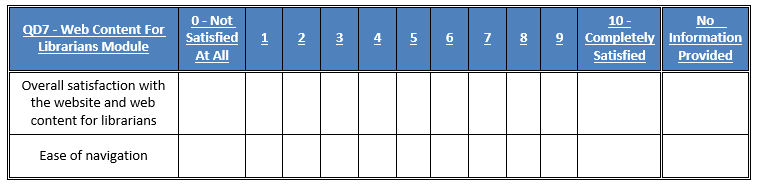 QD7 - Web Content For
Librarians Module
0 - Not
Satisfied
At All
1
2
3
4
5
6
7
8
9
10 -
Completely
Satisfied
No
Information
Provided
Overall satisfaction with
the website and web
content for librarians
Ease of navigation